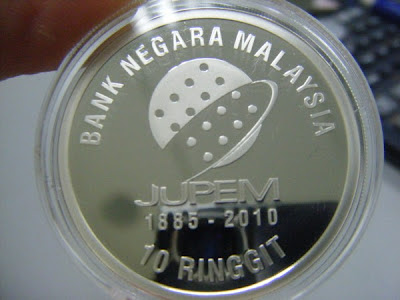 BANK NEGARA MALAYSIA
JUPEM
1885 - 2010
10 RINGGIT